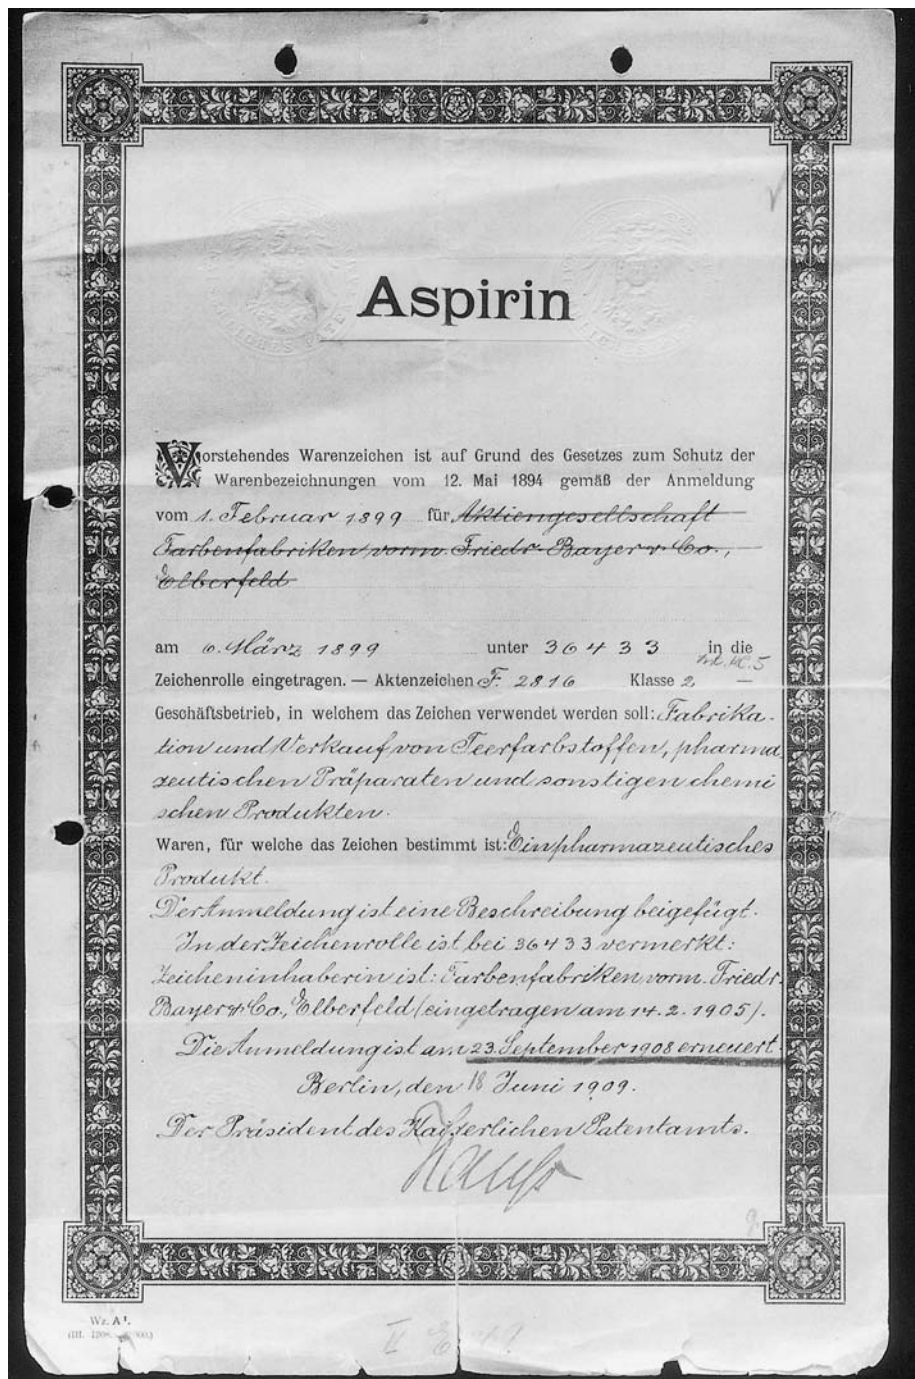 Aspirin
Vorstehendes Warenzeichen ist auf Grund des Gesetzes zum Schutz der
Warenbezeichnungen vom 12. Mai 1894 gemäß der Anmeldung
vom 1. Februar 1899 für Aktiengesellschaft
Farbenfabriken vorm. Friedr. Bayer & Co.,
Elberfeld
am 6. März 1899 unter 36433 in die
Zeichenrolle eingetragen. — Aktenzeichen F. 2816 Klasse 2
Geschäftsbetrieb, in welchem das Zeichen verwendet werden soll: Fabrika-
tion und Verkauf von Teerfarbstoffen, pharma
zeutischen Präparaten und sonstigen chemi
schen Produkten.
Waren, für welche das Zeichen bestimmt ist: Ein pharmazeutisches
Produkt.
Der Anmeldung ist eine Beschreibung beigefügt.
In der Zeichenrolle ist bei 36433 vermerkt:
Zeicheninhaberin ist: Farbenfabriken vorm. Friedr.
Bayer & Co., Elberfeld (eingetragen am 14. 2. 1905).
Die Anmeldung ist am 23. September 1908 erneuert.
Berlin, den 18 Juni 1909.
Der Präsident des Kaiserlichen Patentamts.
Hauß
Wz. A¹.